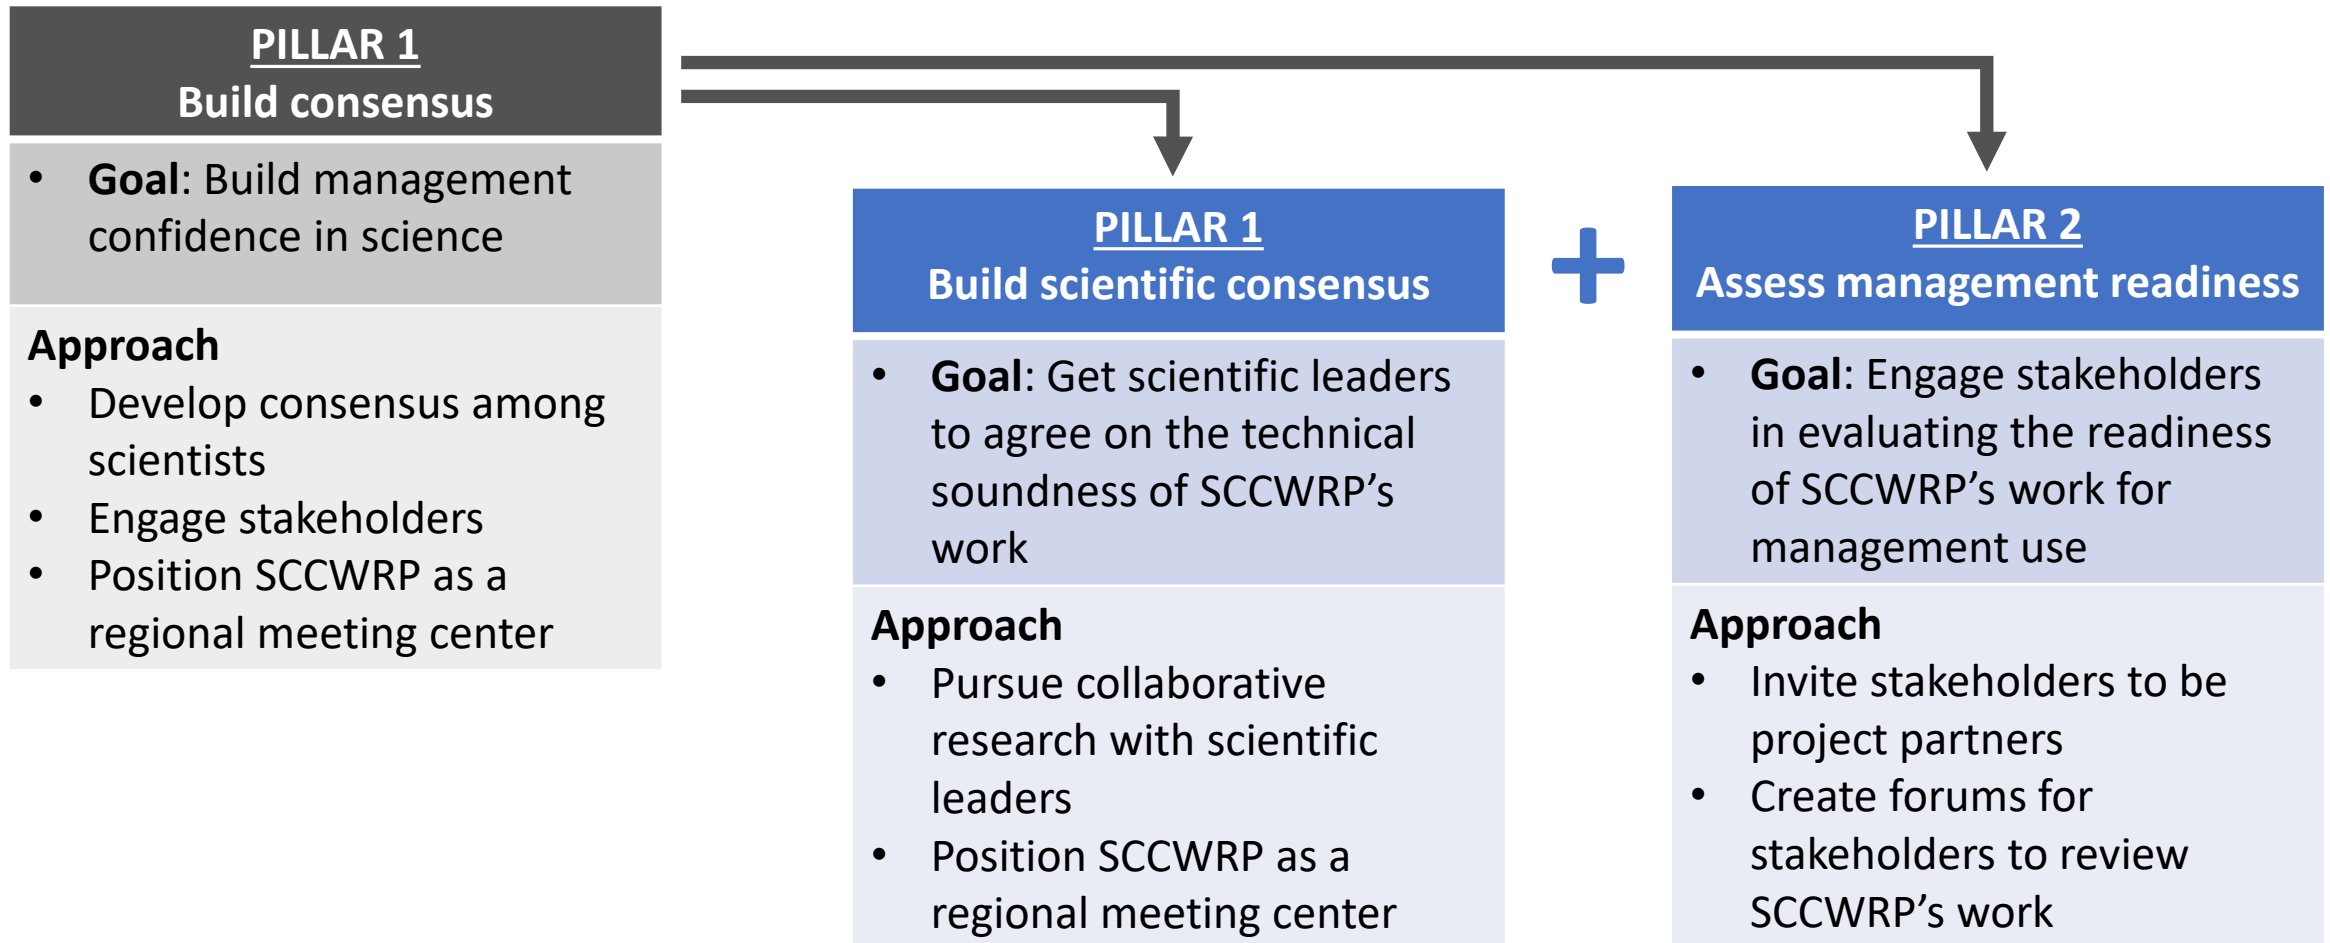 PILLAR 1
Build consensus
• Goal: Build management
confidence in science
Approach
• Develop consensus among
scientists
• Engage stakeholders
• Position SCCWRP as a
regional meeting center
PILLAR 1
Build scientific consensus
• Goal: Get scientific leaders
to agree on the technical
soundness of SCCWRP’s
work
Approach
• Pursue collaborative
research with scientific
leaders
• Position SCCWRP as a
regional meeting center
+
PILLAR 2
Assess management readiness
• Goal: Engage stakeholders
in evaluating the readiness
of SCCWRP’s work for
management use
Approach
• Invite stakeholders to be
project partners
• Create forums for
stakeholders to review
SCCWRP’s work